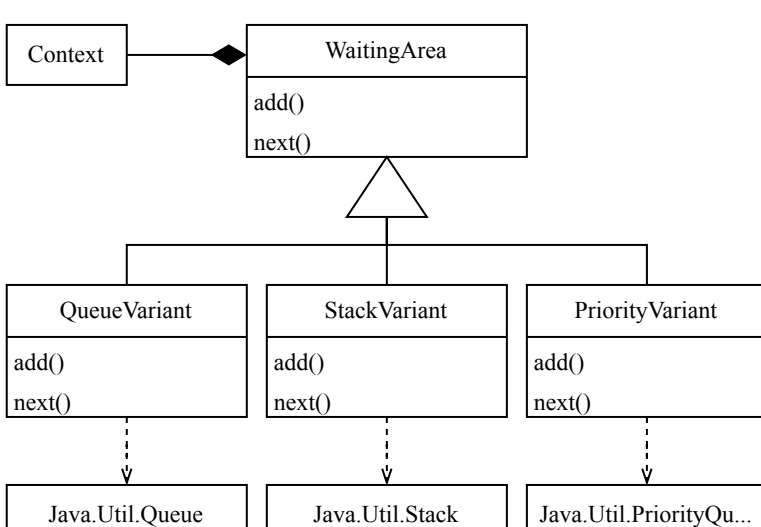 Context
WaitingArea
add()
next()
QueueVariant
StackVariant
PriorityVariant
add()
add()
add()
next()
next()
next()
Java.Util.Queue
Java.Util.Stack
Java.Util.PriorityQu...